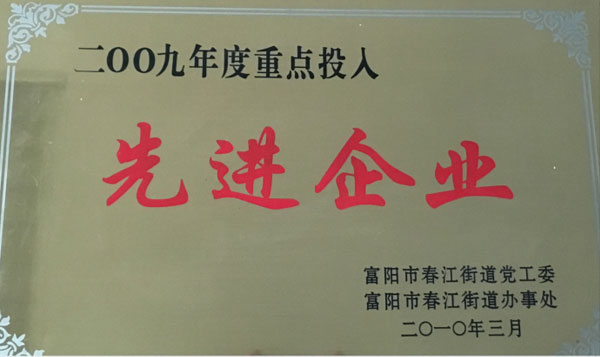 二〇〇九年度重点投入
先进企业
富阳市春江街道党工委
富阳市春江街道办事处
二〇一〇年三月